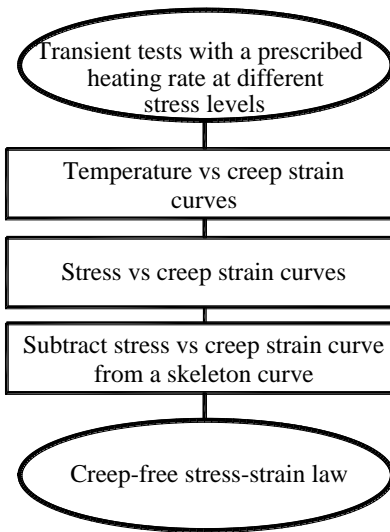 Transient tests with a prescribed
heating rate at different
stress levels
Temperature vs creep strain
curves
Stress vs creep strain curves
Subtract stress vs creep strain curve
from a skeleton curve
Creep-free stress-strain law